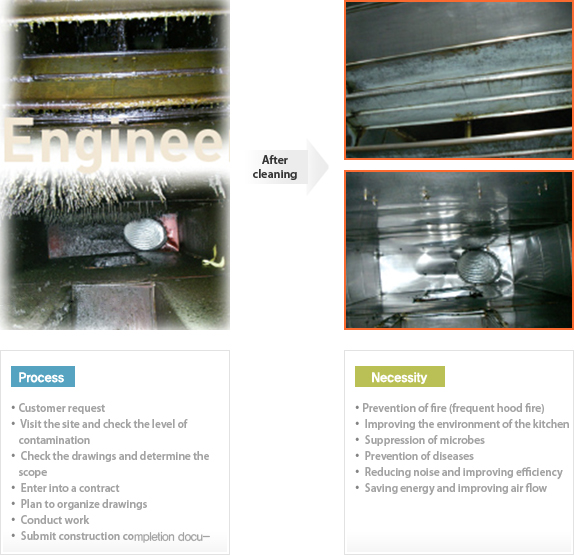 Enginee
After
cleaning
Process
• Customer request
• Visit the site and check the level of
contamination
• Check the drawings and determine the
scope
• Enter into a contract
• Plan to organize drawings
• Conduct work
• Submit construction completion docu–
Necessity
• Prevention of fire (frequent hood fire)
• Improving the environment of the kitchen
• Suppression of microbes
• Prevention of diseases
• Reducing noise and improving efficiency
• Saving energy and improving air flow